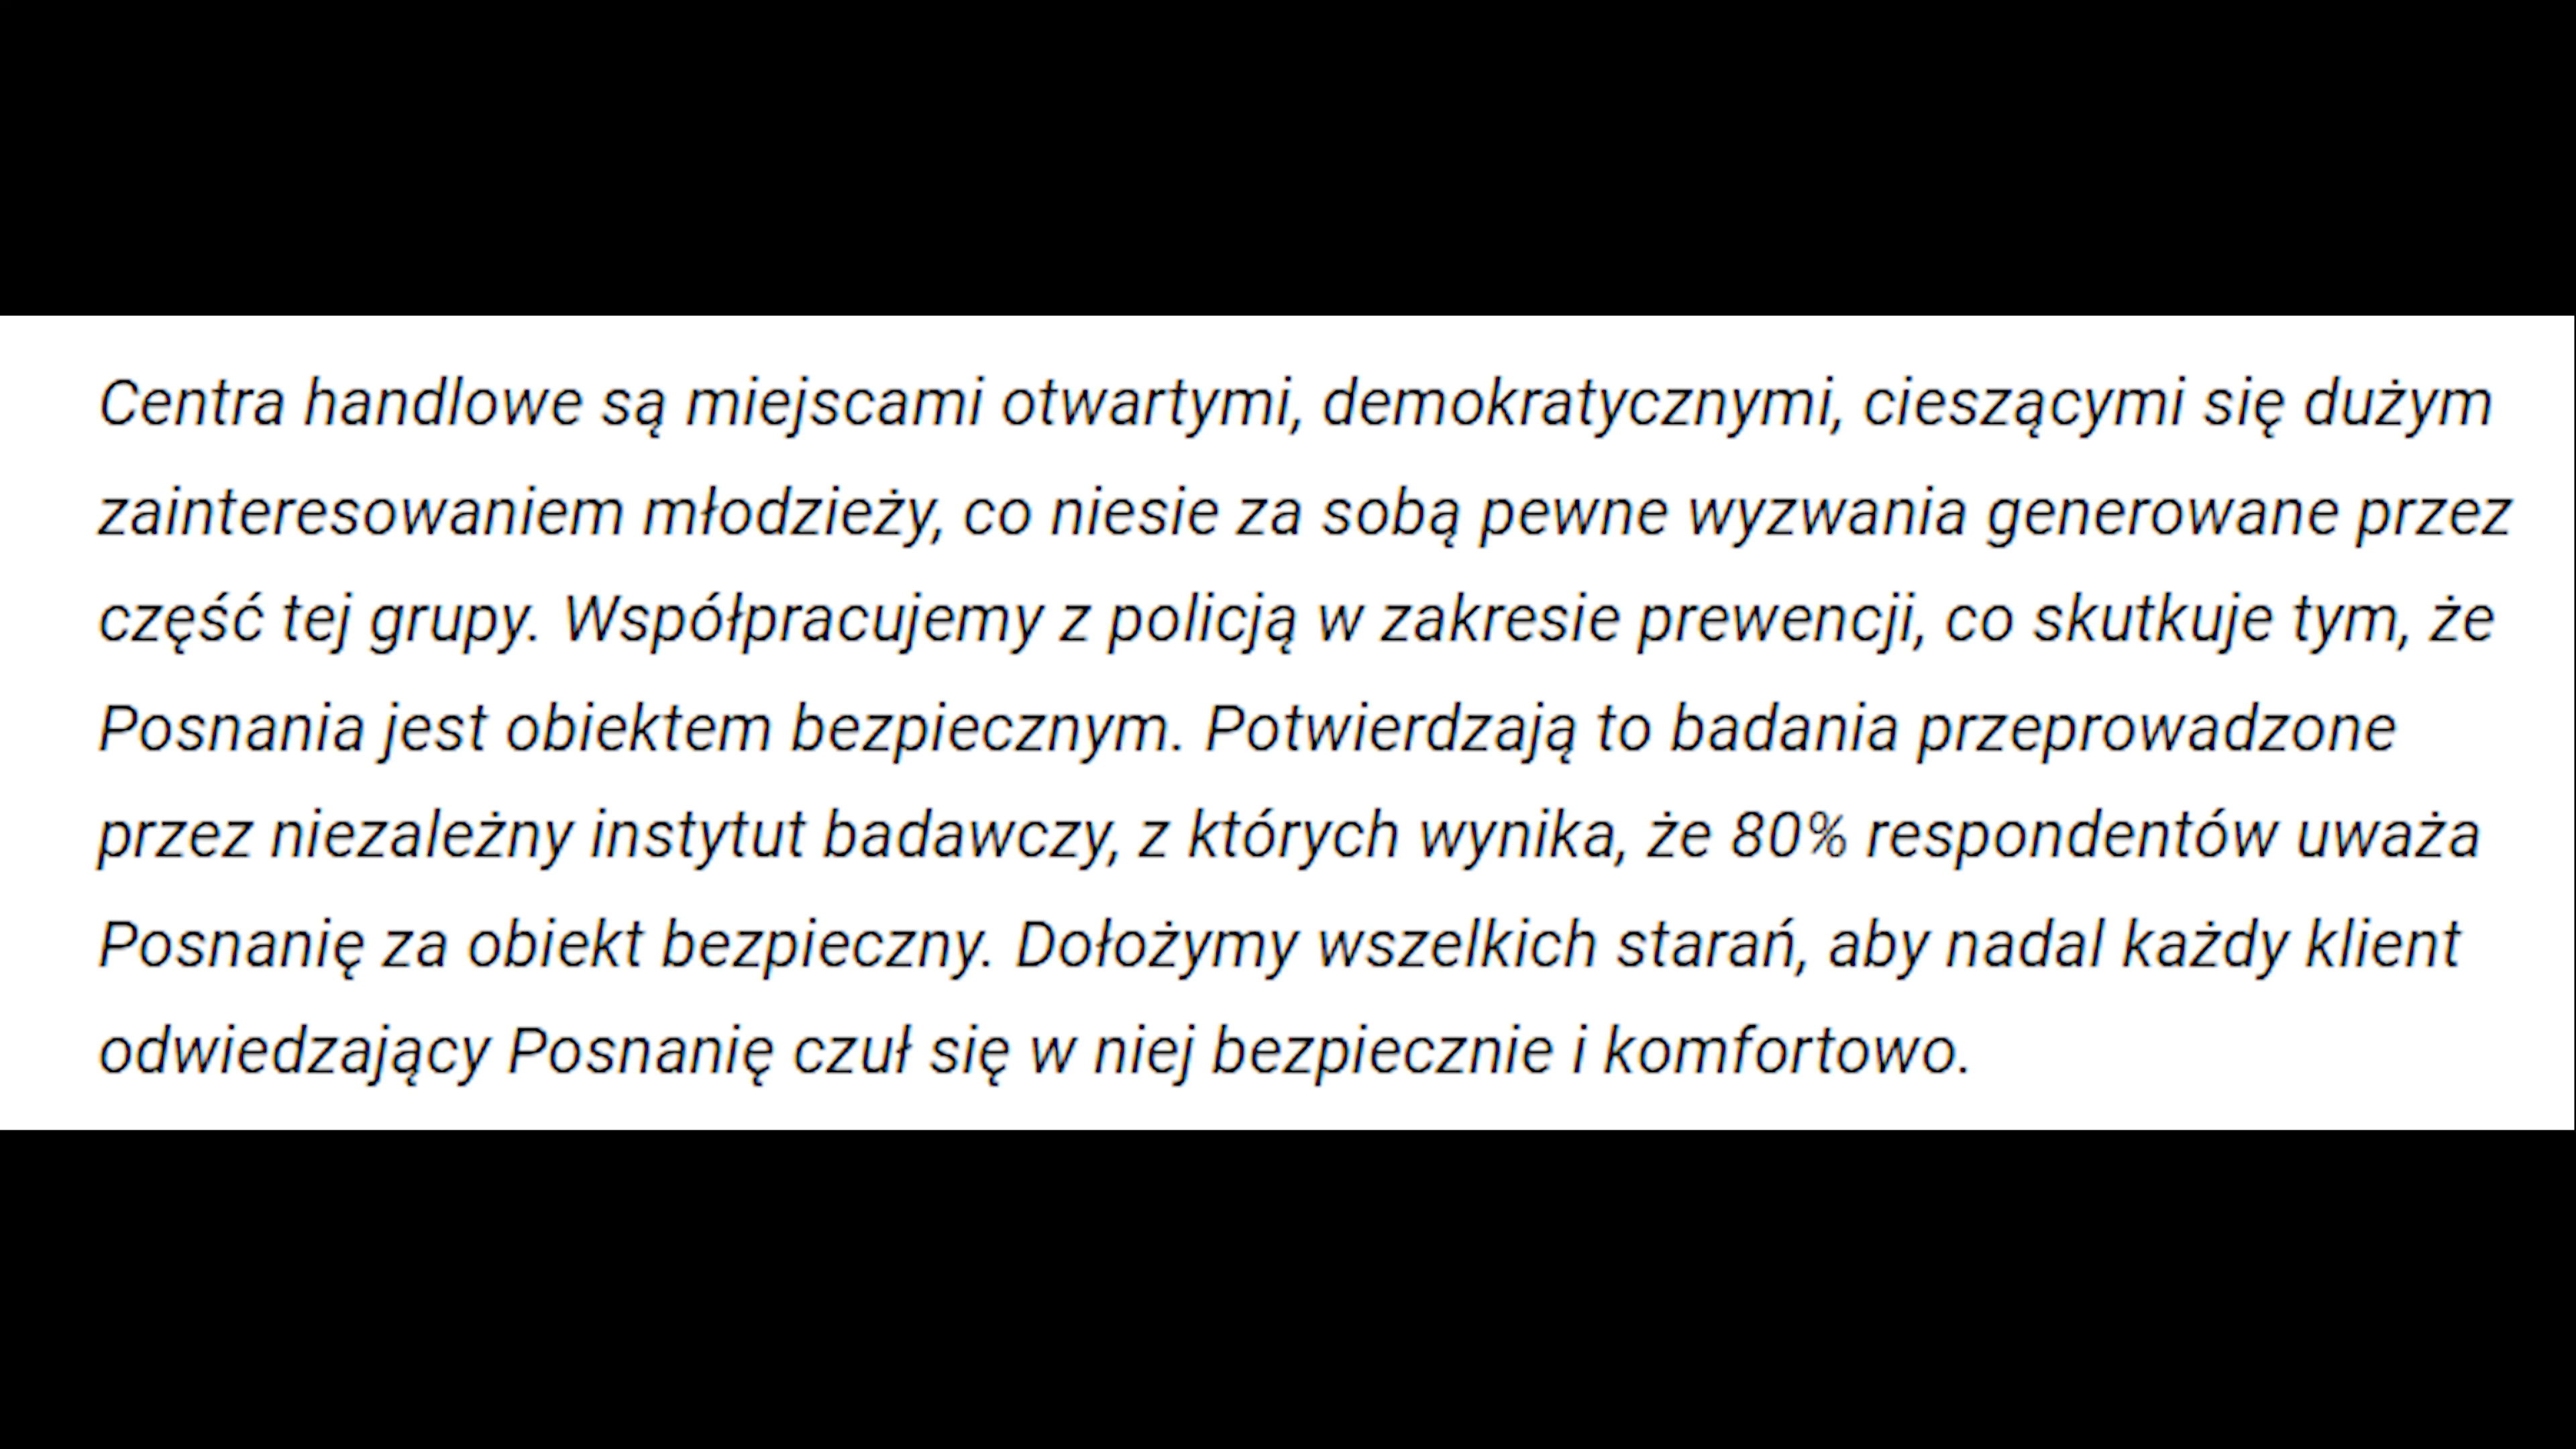 Centra handlowe są miejscami otwartymi, demokratycznymi, cieszącymi się dużym
zainteresowaniem młodzieży, co niesie za sobą pewne wyzwania generowane przez
część tej grupy. Współpracujemy z policją w zakresie prewencji, co skutkuje tym, że
Posnania jest obiektem bezpiecznym. Potwierdzają to badania przeprowadzone
przez niezależny instytut badawczy, z których wynika, że 80% respondentów uważa
Posnanię za obiekt bezpieczny. Dołożymy wszelkich starań, aby nadal każdy klient
odwiedzający Posnanię czuł się w niej bezpiecznie i komfortowo.